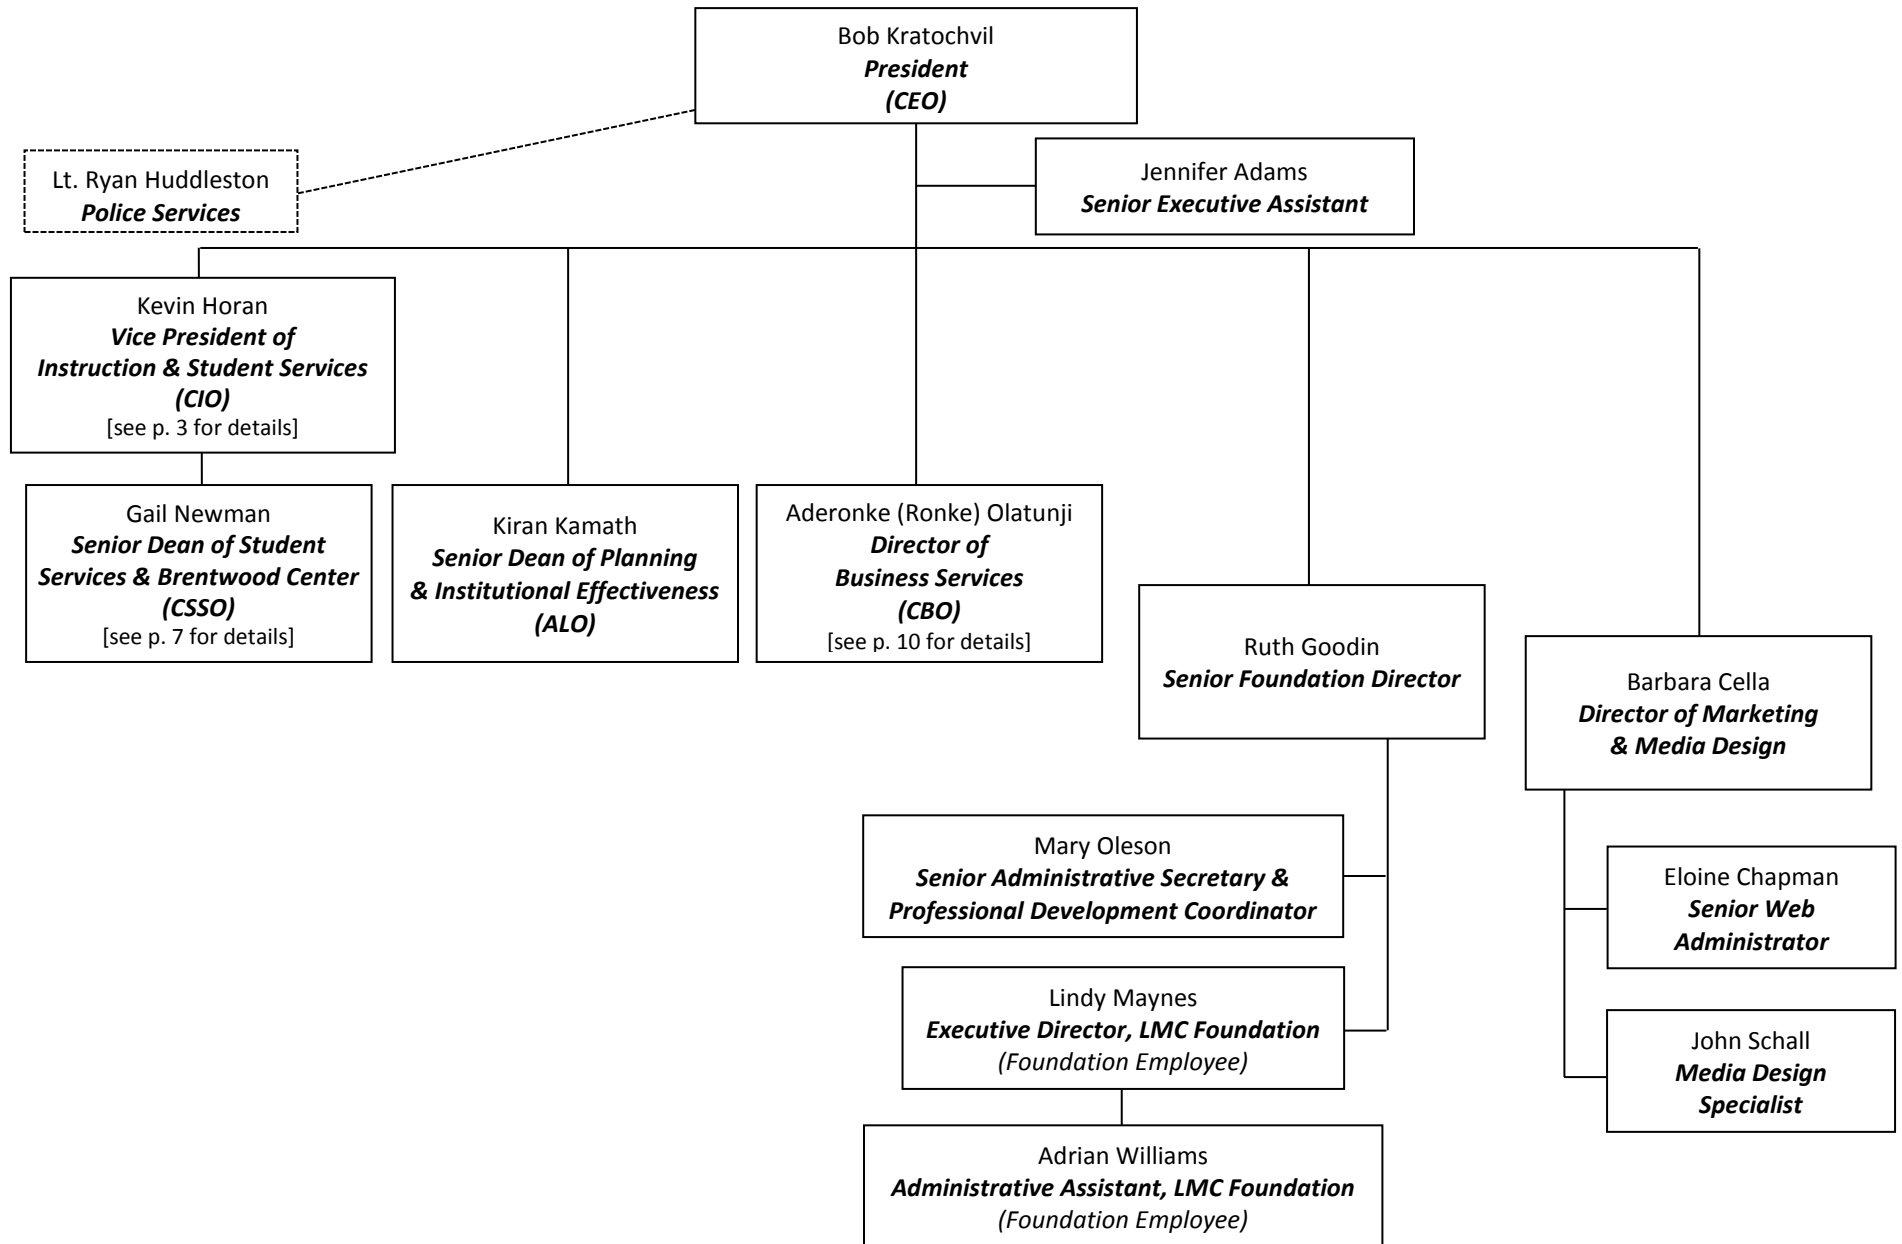 Bob Kratochvil
President
(CEO)
Lt. Ryan Huddleston
Police Services
Jennifer Adams
Senior Executive Assistant
Kevin Horan
Vice President of
Instruction & Student Services
(CIO)
[see p. 3 for details]
Gail Newman
Senior Dean of Student
Services & Brentwood Center
(CSSO)
[see p. 7 for details]
Kiran Kamath
Senior Dean of Planning
& Institutional Effectiveness
(ALO)
Aderonke (Ronke) Olatunji
Director of
Business Services
(CBO)
[see p. 10 for details]
Ruth Goodin
Senior Foundation Director
Barbara Cella
Director of Marketing
& Media Design
Mary Oleson
Senior Administrative Secretary &
Professional Development Coordinator
Lindy Maynes
Executive Director, LMC Foundation
(Foundation Employee)
Adrian Williams
Administrative Assistant, LMC Foundation
(Foundation Employee)
Eloine Chapman
Senior Web
Administrator
John Schall
Media Design
Specialist